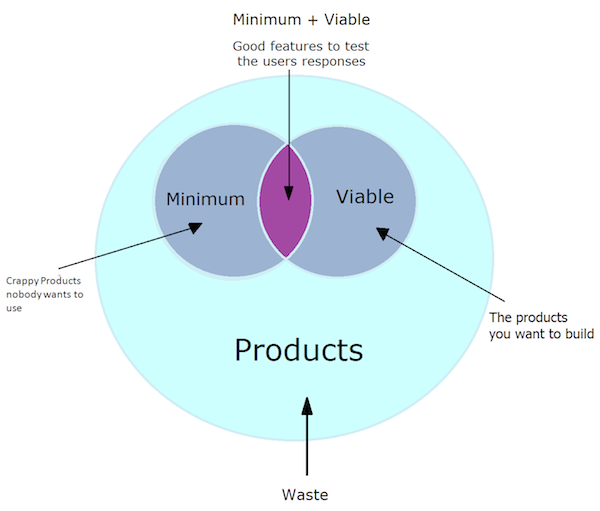 Minimum + Viable
Good features to test
the users responses
Minimum
Viable
Crappy Products
nobody wants to
use
The products
you want to build
Products
Waste